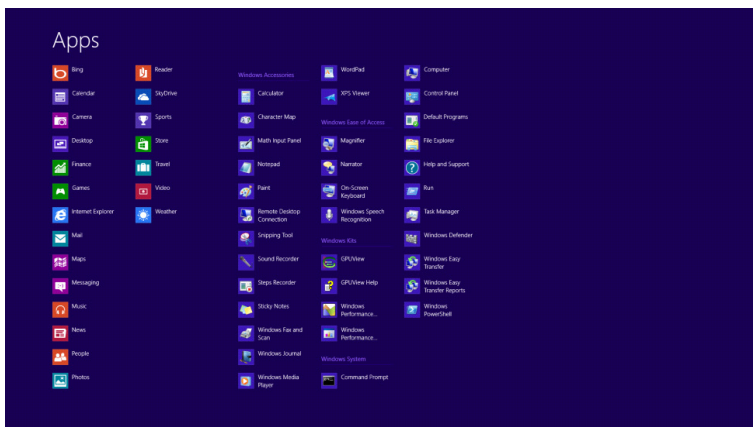 Apps
Bing
Calendar
Camera
Desktop
Finance
Games
Internet Explorer
Mail
Maps
Messaging
Music
News
People
Photos
Reader
SkyDrive
Sports
Store
Travel
Video
Weather
Windows Accessories
Calculator
Character Map
Math Input Panel
Notepad
Paint
Remote Desktop
Connection
Snipping Tool
Sound Recorder
Steps Recorder
Sticky Notes
Windows Fax and
Scan
Windows Journal
Windows Media
Player
WordPad
XPS Viewer
Windows Ease of Access
Magnifier
Narrator
On-Screen
Keyboard
Windows Speech
Recognition
Windows Kits
GPUView
GPUView Help
Windows
Performance...
Windows
Performance...
Windows System
Command Prompt
Computer
Control Panel
Default Programs
File Explorer
Help and Support
Run
Task Manager
Windows Defender
Windows Easy
Transfer
Windows Easy
Transfer Reports
Windows
PowerShell